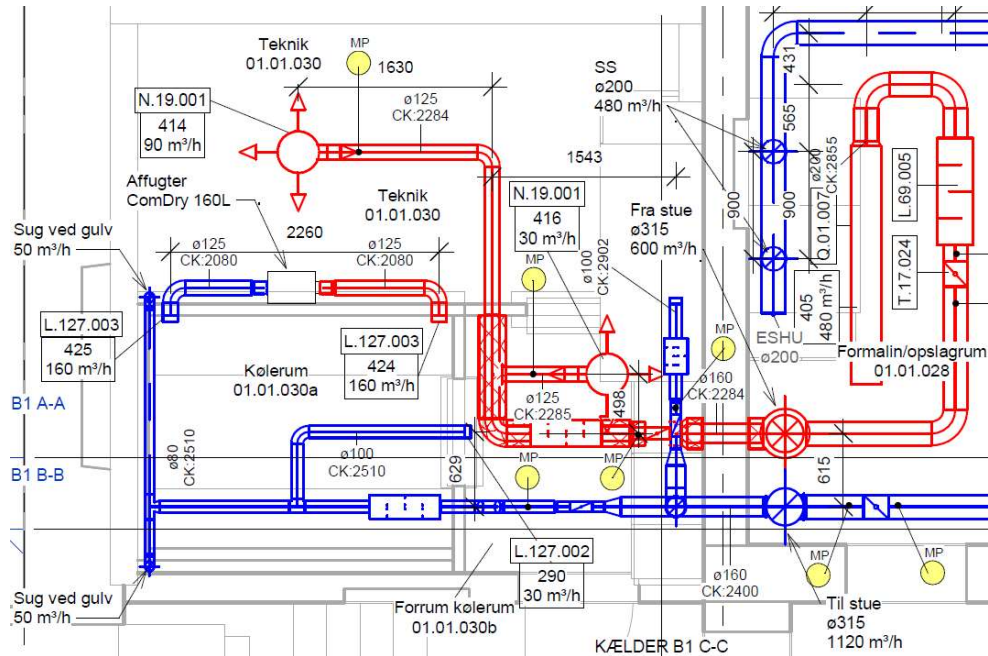 Teknik
01.01.030
MP
1630
SS
ø200
480 m³/h
431
N.19.001
414
90 m³/h
ø125
CK:2284
565
ø200
CK:2855
1543
Affugter
ComDry 160L
Teknik
01.01.030
N.19.001
416
30 m³/h
Fra stue
ø315
600 m³/h
900
900
Q.01.007
L.69.005
Sug ved gulv
50 m³/h
2260
ø125
CK:2080
ø125
CK:2080
MP
ø100
CK:2902
T.17.024
405
480 m³/h
L.127.003
425
160 m³/h
L.127.003
424
160 m³/h
MP
ESHU
ø200
Formalin/opslagrum
01.01.028
Kølerum
01.01.030a
ø125
CK:2285
498
ø160
CK:2284
B1 A-A
ø80
CK:2510
ø100
CK:2510
629
MP
MP
615
B1 B-B
L.127.002
290
30 m³/h
ø160
CK:2400
MP
MP
Sug ved gulv
50 m³/h
Forrum kølerum
01.01.030b
Til stue
ø315
1120 m³/h
KÆLDER B1 C-C